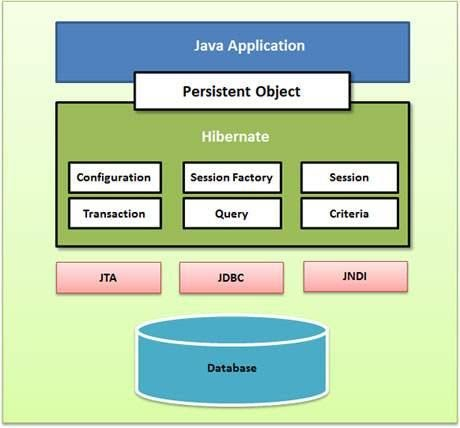 Java Application
Persistent Object
Hibernate
Configuration
Session Factory
Session
Transaction
Query
Criteria
JTA
JDBC
JNDI
Database